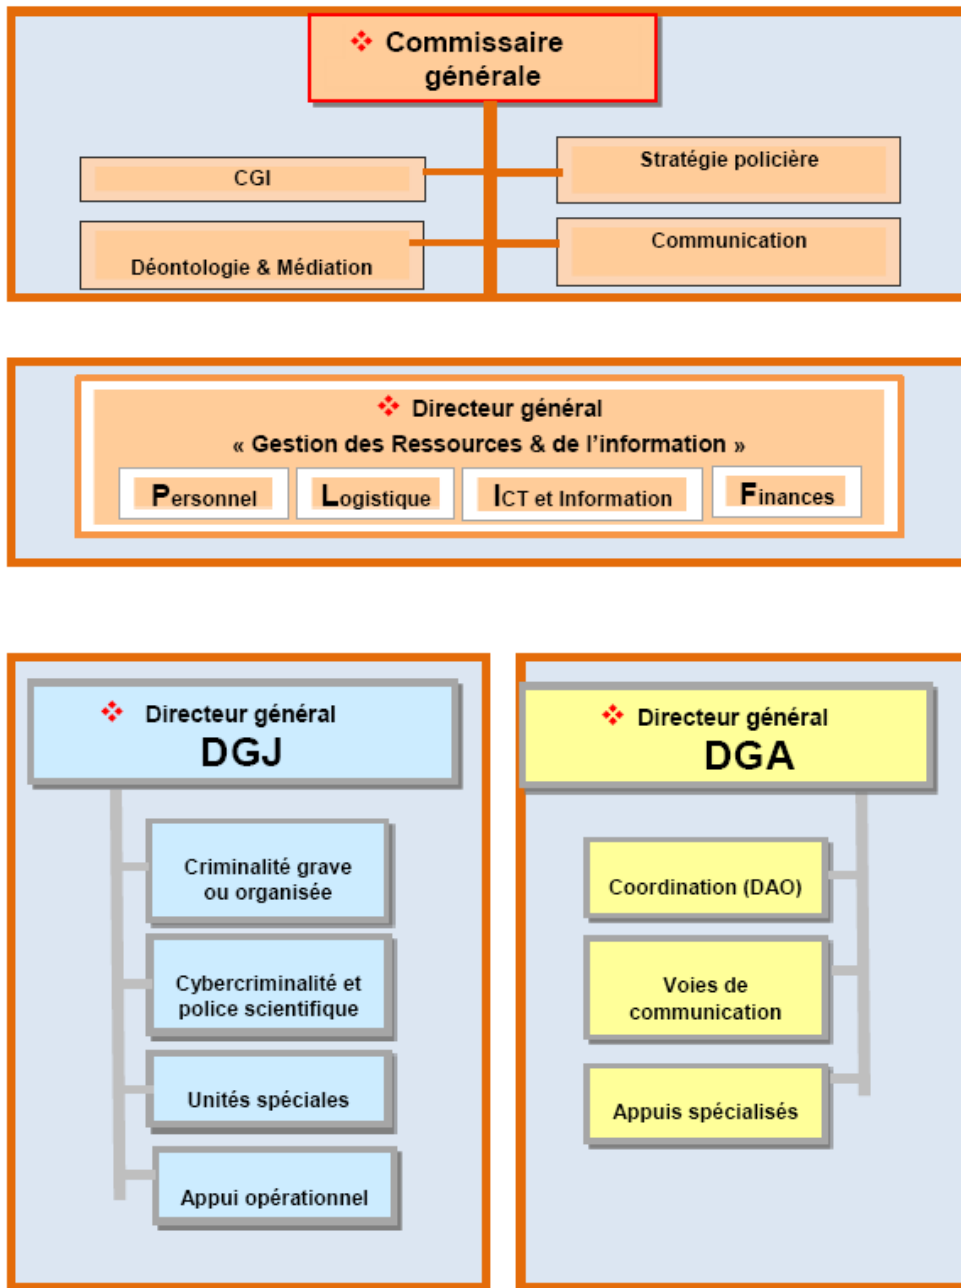 Commissaire
générale
CGI
Stratégie policière
Déontologie & Médiation
Communication
Directeur général
« Gestion des Ressources & de l'information »
Personnel
Logistique
ICT et Information
Finances
Directeur général
DGJ
Criminalité grave
ou organisée
Cybercriminalité et
police scientifique
Unités spéciales
Appui opérationnel
Directeur général
DGA
Coordination (DAO)
Voies de
communication
Appuis spécialisés